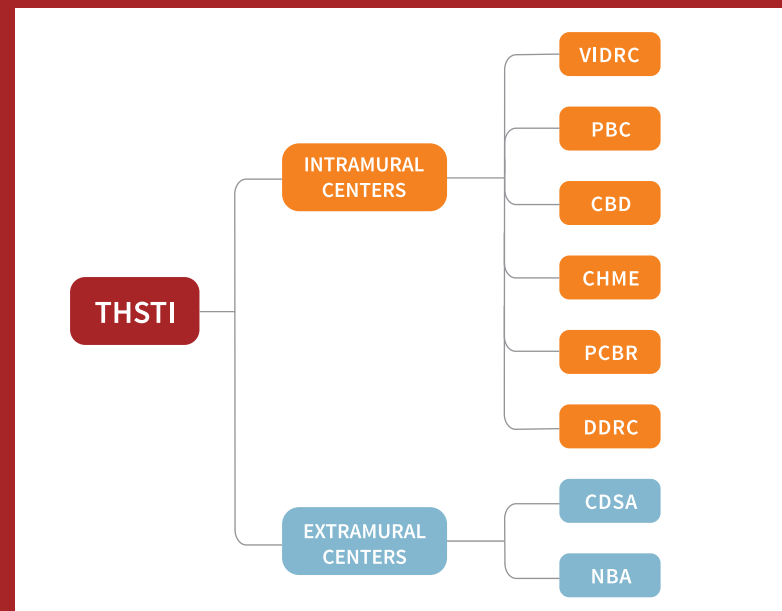 THSTI
INTRAMURAL
CENTERS
VIDRC
PBC
CBD
CHME
PCBR
DDRC
EXTRAMURAL
CENTERS
CDSA
NBA